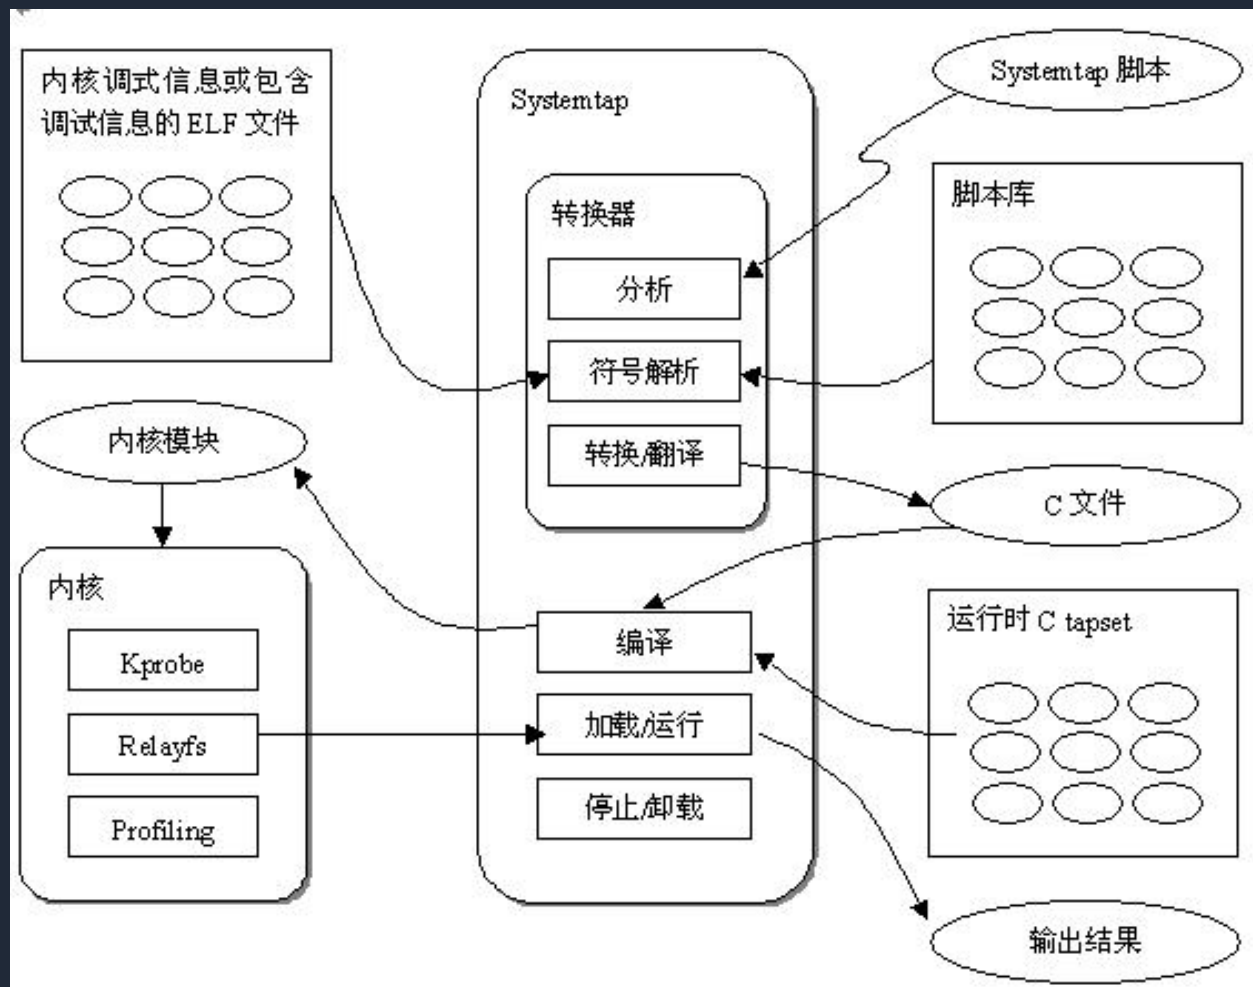 内核调式信息或包含
调试信息的 ELF 文件
Systemtap
Systemtap 脚本
转换器
脚本库
分析
符号解析
转换/翻译
内核模块
C 文件
内核
Kprobe
Relayfs
Profiling
编译
加载/运行
停止/卸载
运行时 C tapset
输出结果